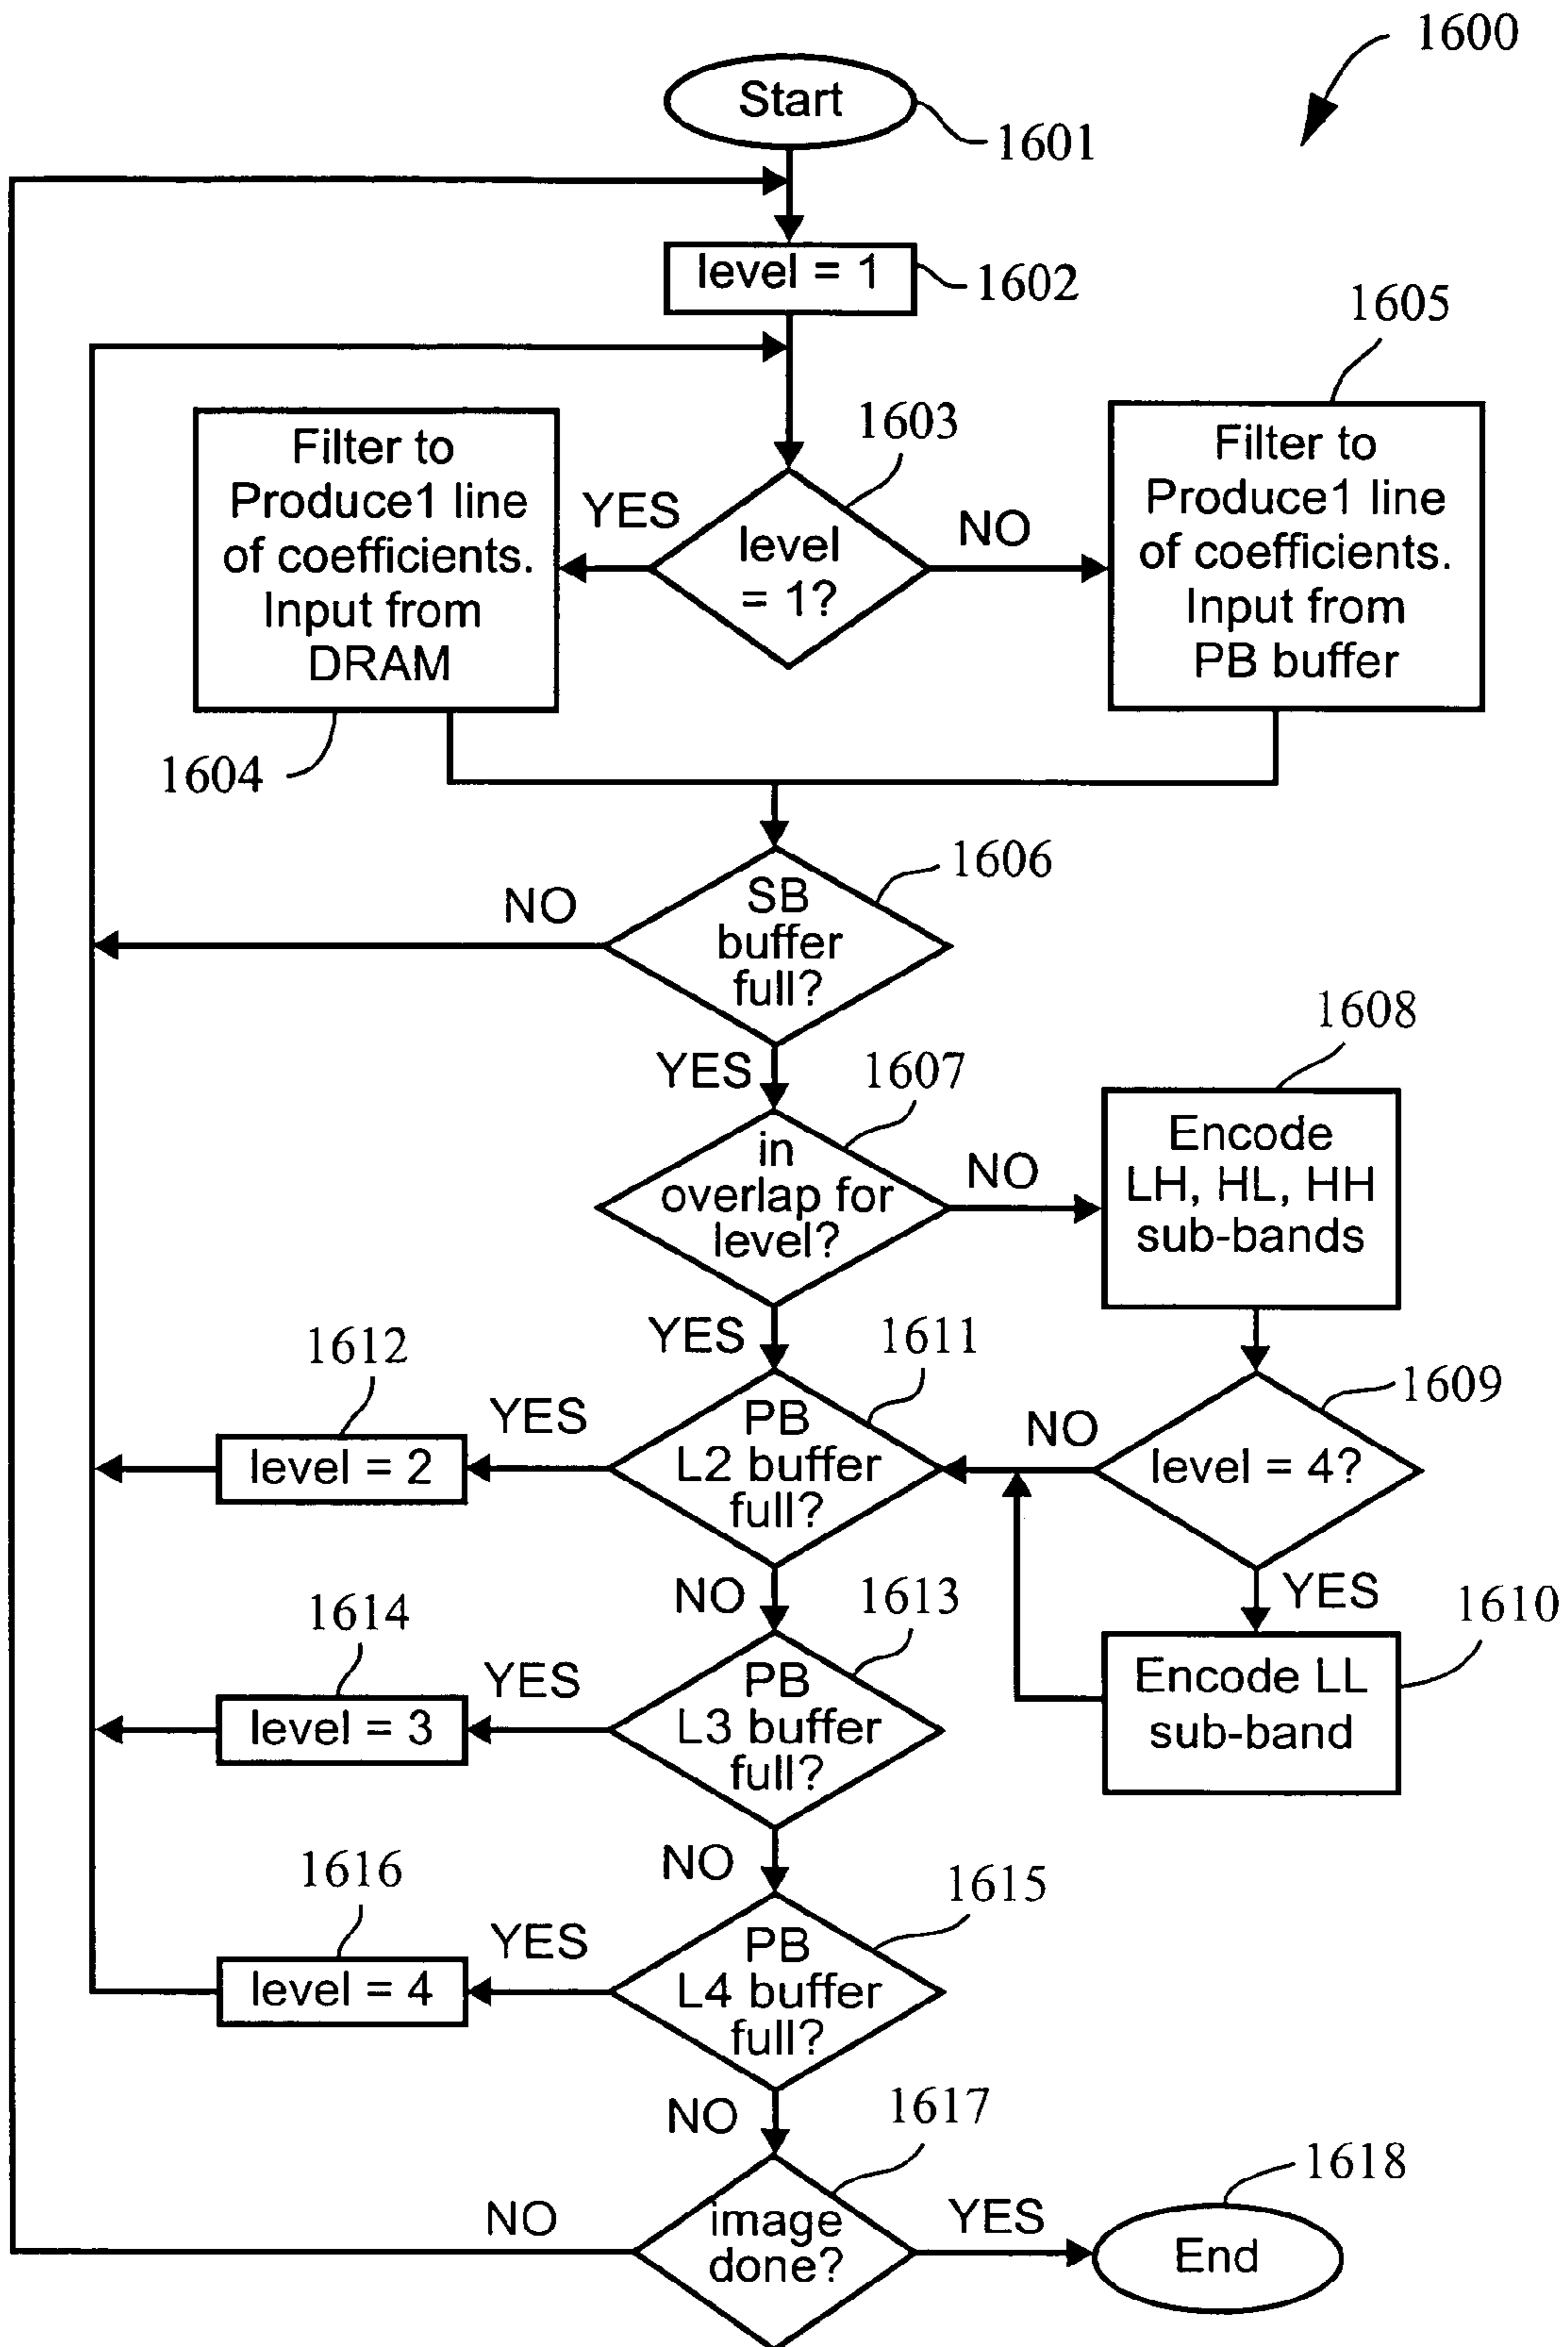 1600
Start
1601
level = 1
1602
1605
1603
Filter to
Produce1 line
of coefficients.
Input from
DRAM
YES
level
= 1?
NO
Filter to
Produce1 line
of coefficients.
Input from
PB buffer
1604
1606
NO
SB
buffer
full?
1608
YES
1607
in
overlap for
level?
NO
Encode
LH, HL, HH
sub-bands
YES
1611
1612
1609
YES
level = 2
PB
L2 buffer
full?
NO
level = 4?
NO
1613
YES
1610
1614
YES
level = 3
PB
L3 buffer
full?
Encode LL
sub-band
NO
1615
1616
YES
level = 4
PB
L4 buffer
full?
NO
1617
1618
NO
image
done?
YES
End